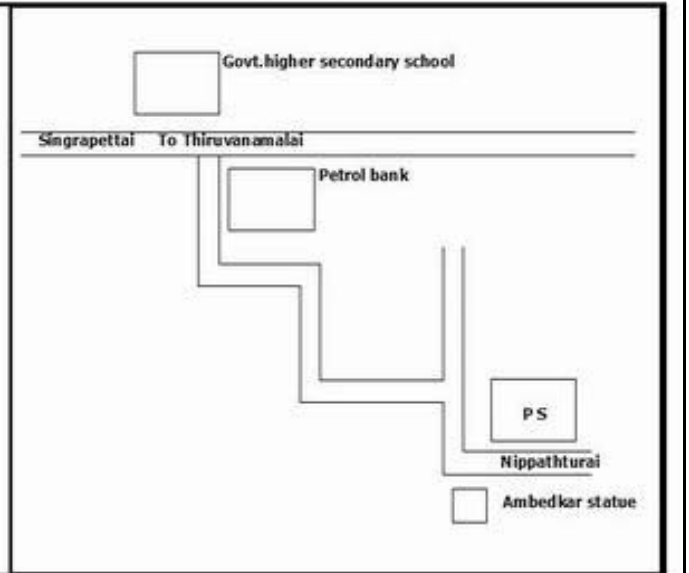 Govt.higher secondary school
Singrapettai To Thiruvanamalai
Petrol bank
P S
Nippathturai
Ambedkar statue